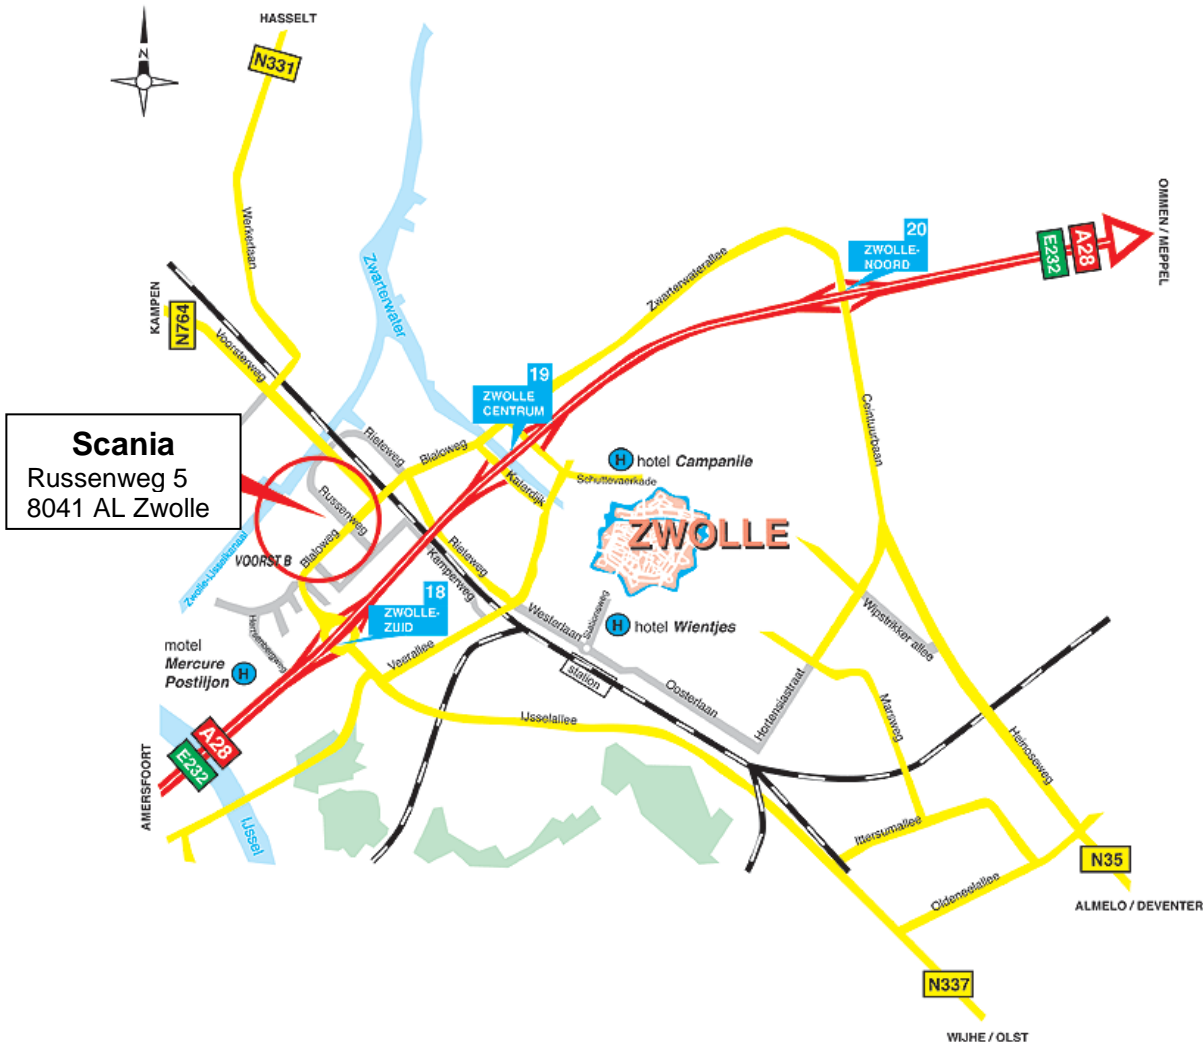 HASSELT
N
N331
OMMEN / MEPPEL
20
ZWOLLE-
NOORD
E232
A28
Werkerlaan
Zwarterwater
Zwarterwaterallee
KAMPEN
N764
Voorsterweg
19
ZWOLLE
CENTRUM
Ceintuurbaan
Scania
Russenweg 5
8041 AL Zwolle
Rieteweg
Blaloweg
H hotel Campanile
Schuttevaerkade
Katerdijk
Russenweg
ZWOLLE
Blaloweg
VOORST B
Zwolle-IJsselkanaal
Rieteweg
Kamperweg
18
ZWOLLE-
ZUID
Westerlaan
Stationsweg
H hotel Wientjes
Wipstrikker allee
motel
Mercure
Postiljon
H
Veerallee
station
Oosterlaan
Hortensiastraat
Marsweg
IJsselallee
Heinoseweg
A28
E232
AMERSFOORT
IJssel
Ittersumallee
N35
Oldeneelallee
ALMELO / DEVENTER
N337
WIJHE / OLST